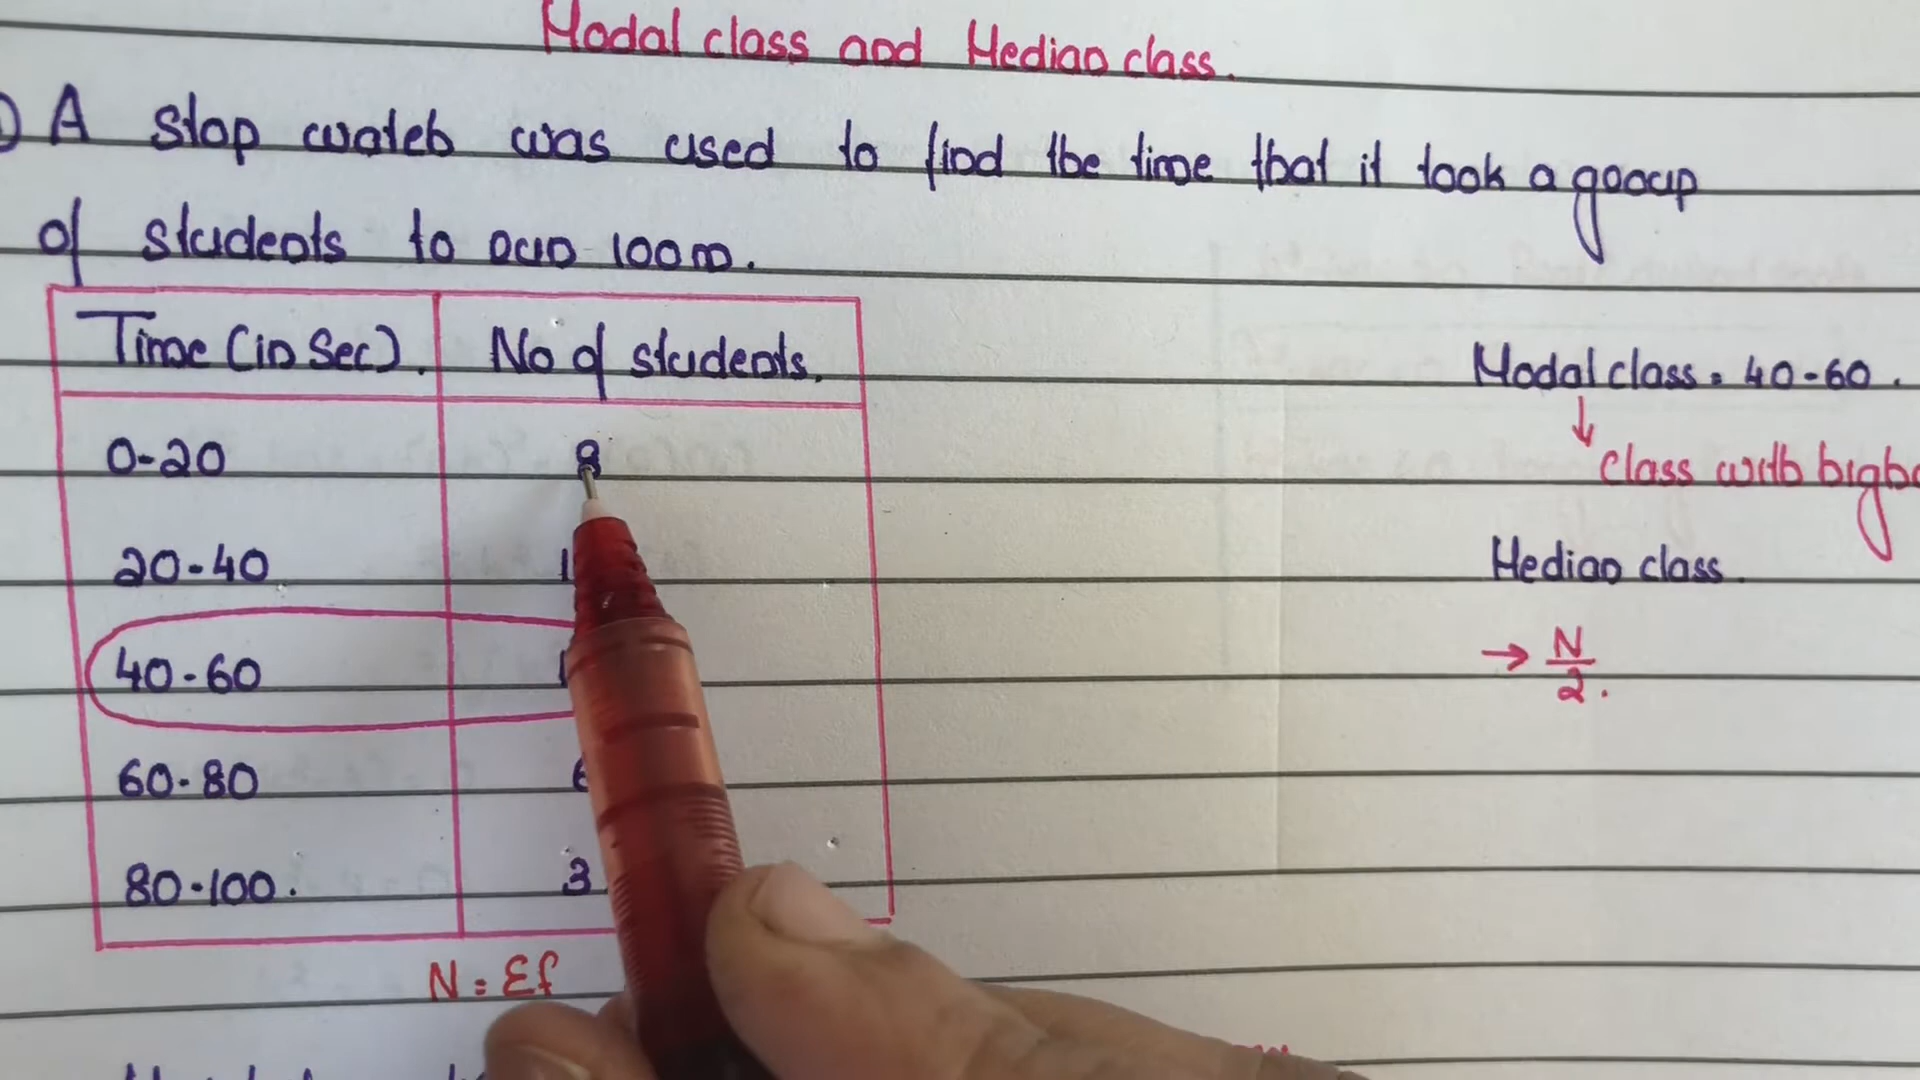 Modal class and Median class.
) A stop watch was used to find the time that it took a group
of students to run 100m.
Time (in Sec). No of students.
0-20 8
20-40
40-60
60-80 6
80-100. 3
N = Σf
Modal class = 40-60.
↓
class with
Median class.
→ N
2.